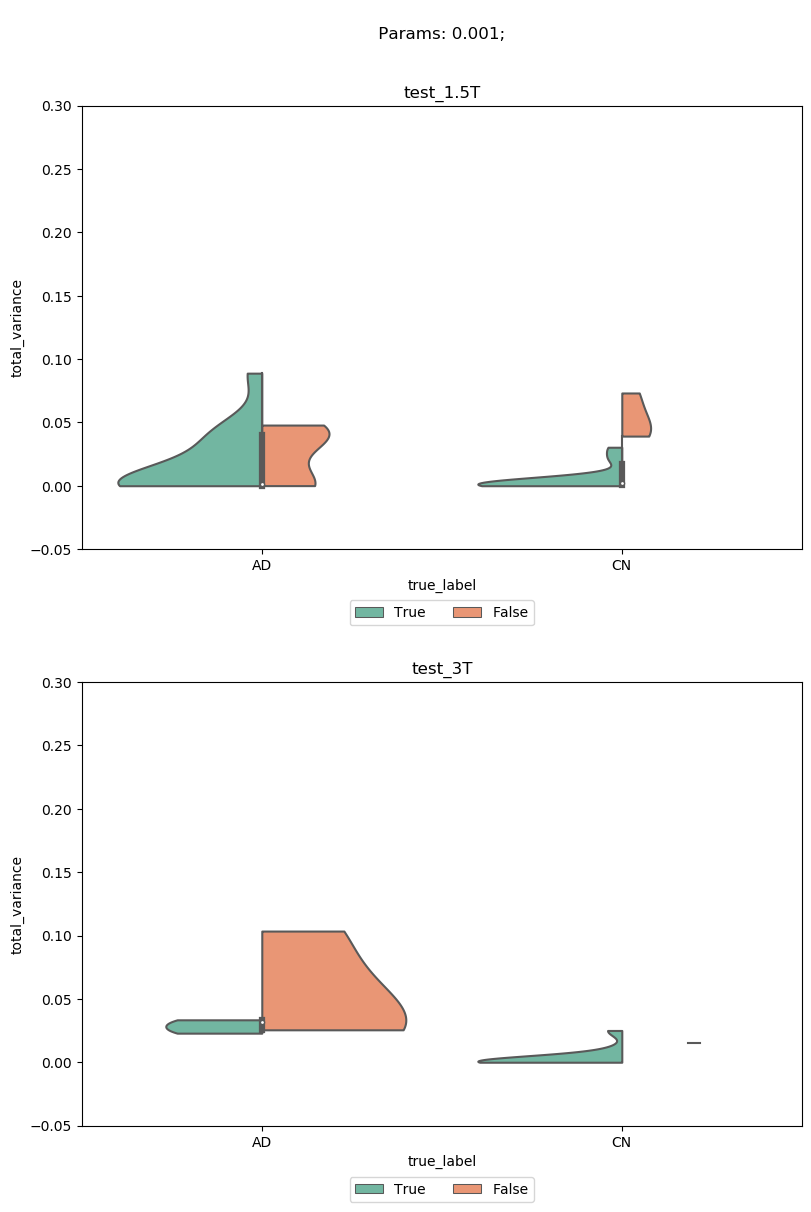 Params: 0.001;
test_1.5T
0.30
0.25
0.20
0.15
0.10
0.05
0.00
−0.05
total_variance
AD CN
true_label
True False
test_3T
0.30
0.25
0.20
0.15
0.10
0.05
0.00
−0.05
total_variance
AD CN
true_label
True False